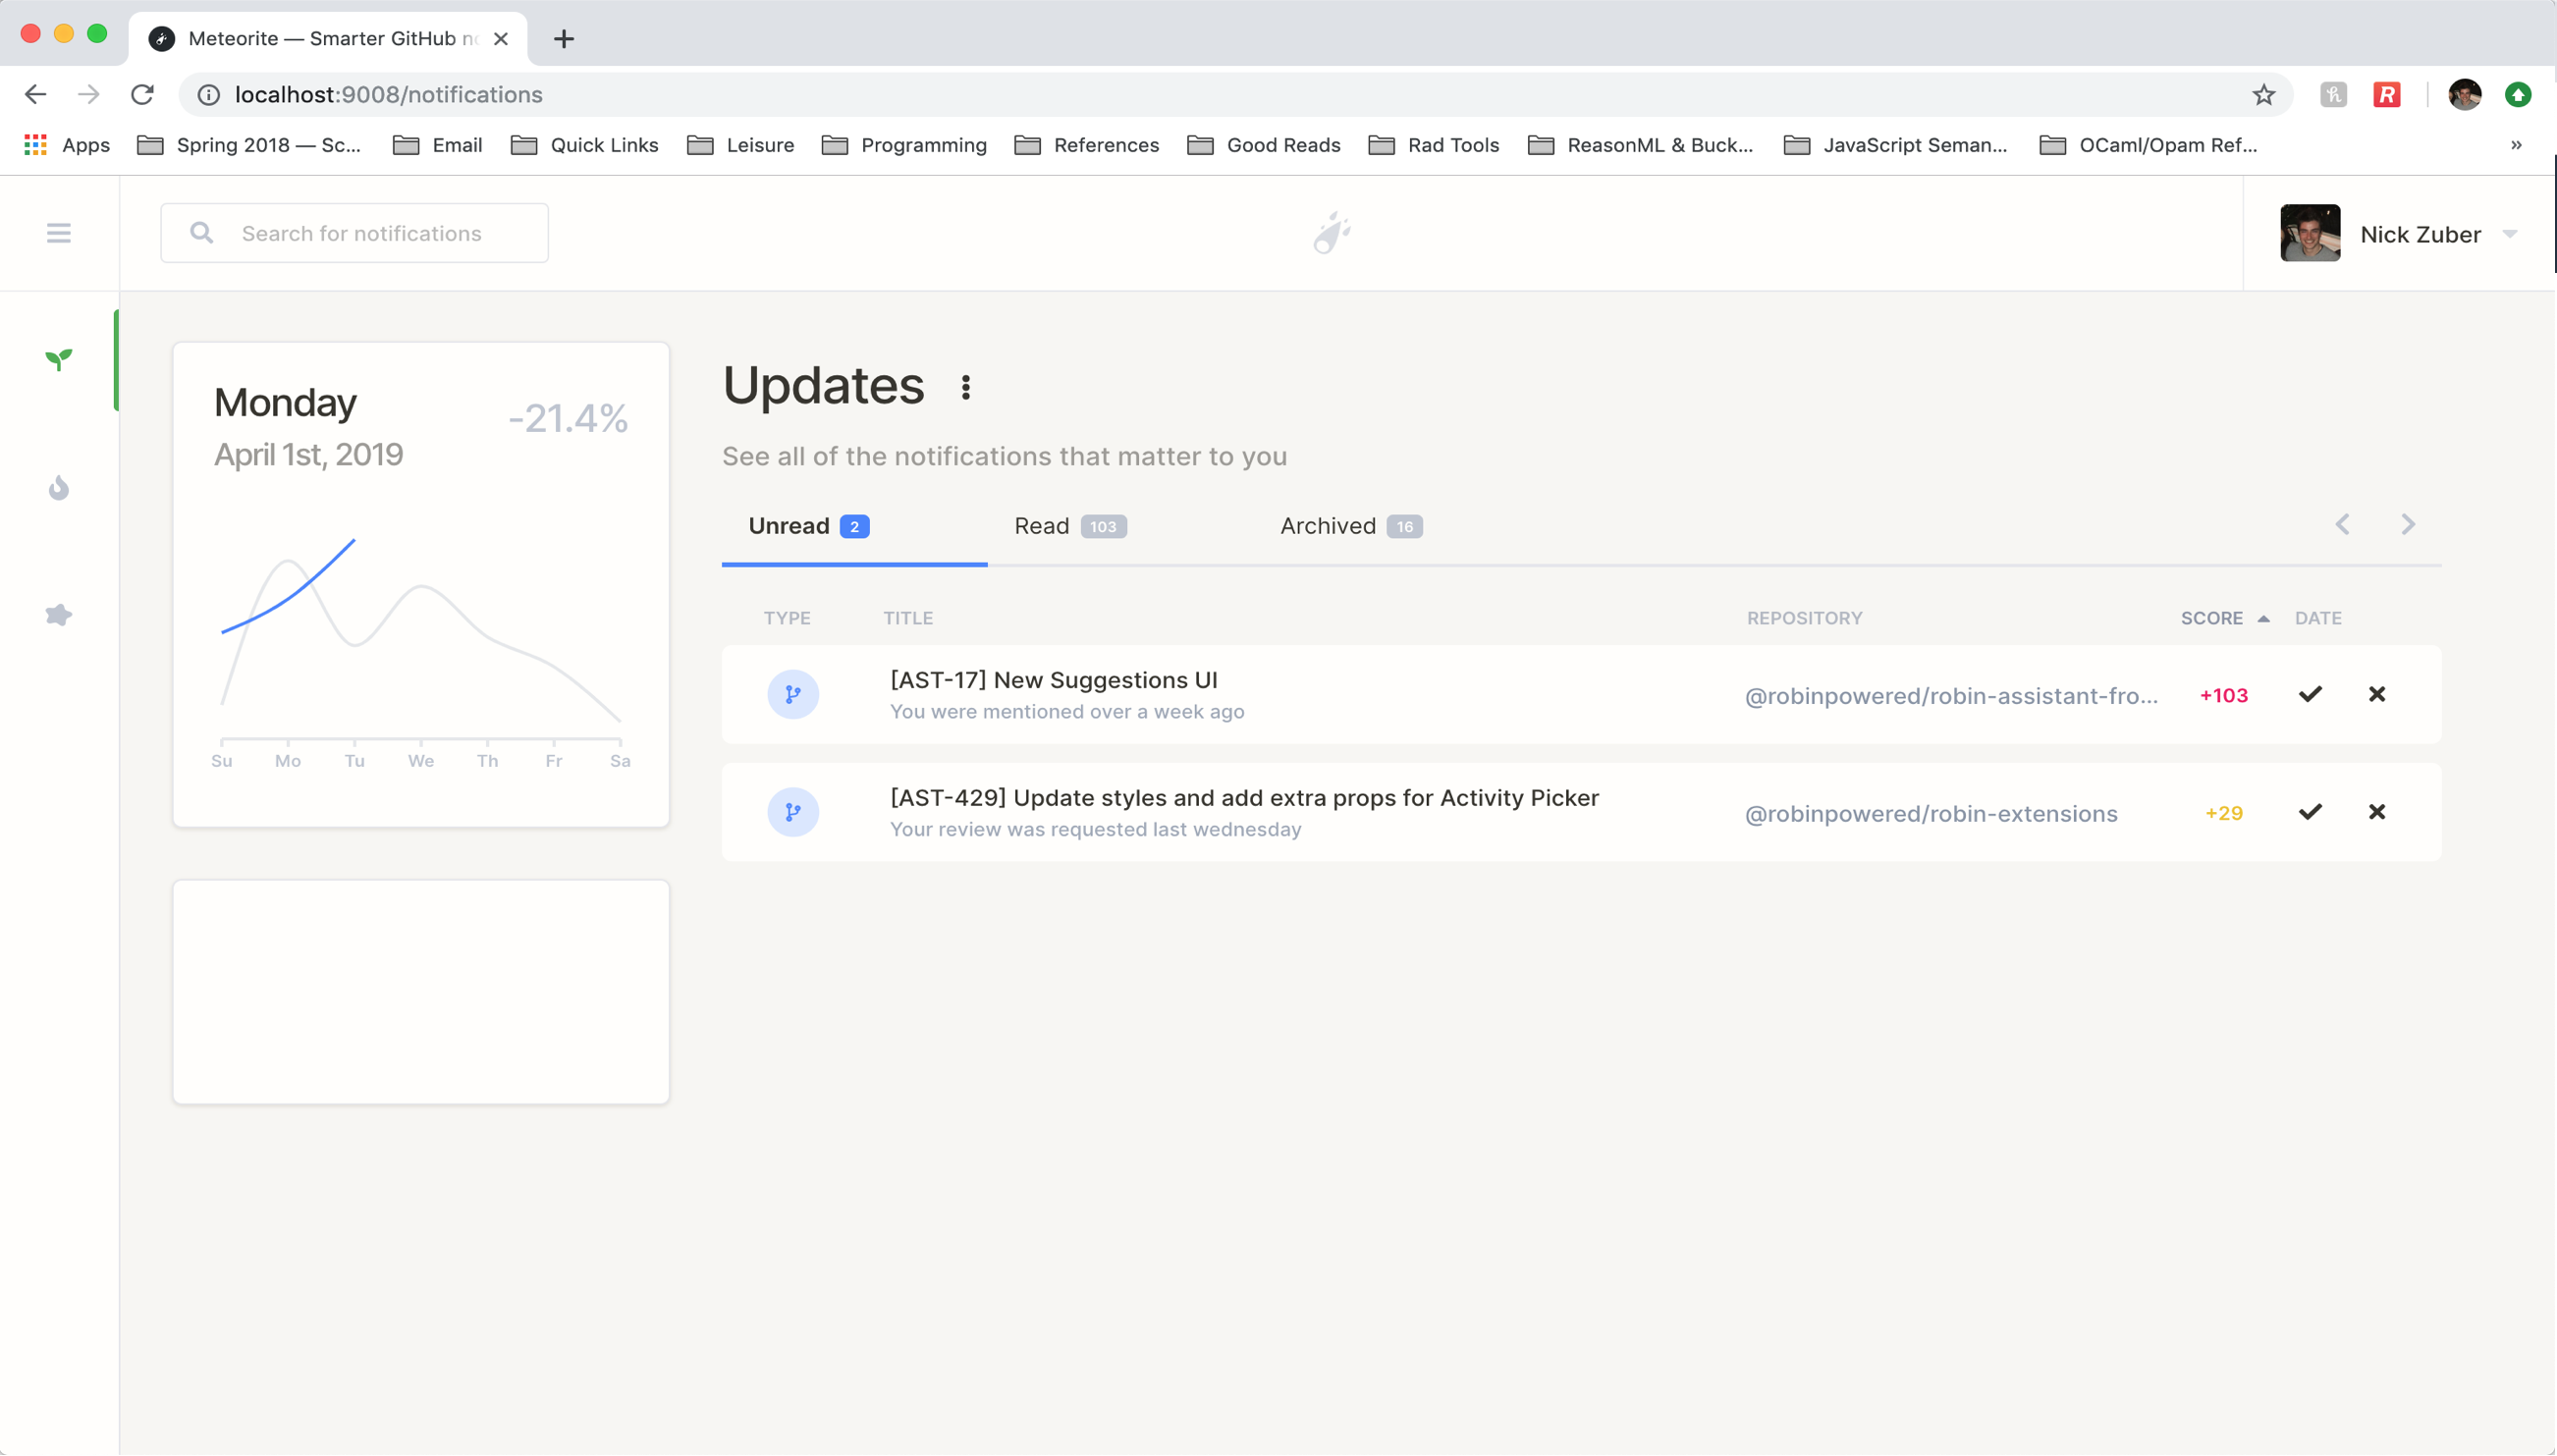 Meteorite — Smarter GitHub no
localhost:9008/notifications
Apps Spring 2018 — Sc... Email Quick Links Leisure Programming References Good Reads Rad Tools ReasonML & Buck... JavaScript Seman... OCaml/Opam Ref... »
Search for notifications
Nick Zuber
Monday
-21.4%
April 1st, 2019
Su Mo Tu We Th Fr Sa
Updates
See all of the notifications that matter to you
Unread 2 Read 103 Archived 16
TYPE TITLE REPOSITORY SCORE DATE
[AST-17] New Suggestions UI
You were mentioned over a week ago
@robinpowered/robin-assistant-fro... +103
[AST-429] Update styles and add extra props for Activity Picker
Your review was requested last wednesday
@robinpowered/robin-extensions +29